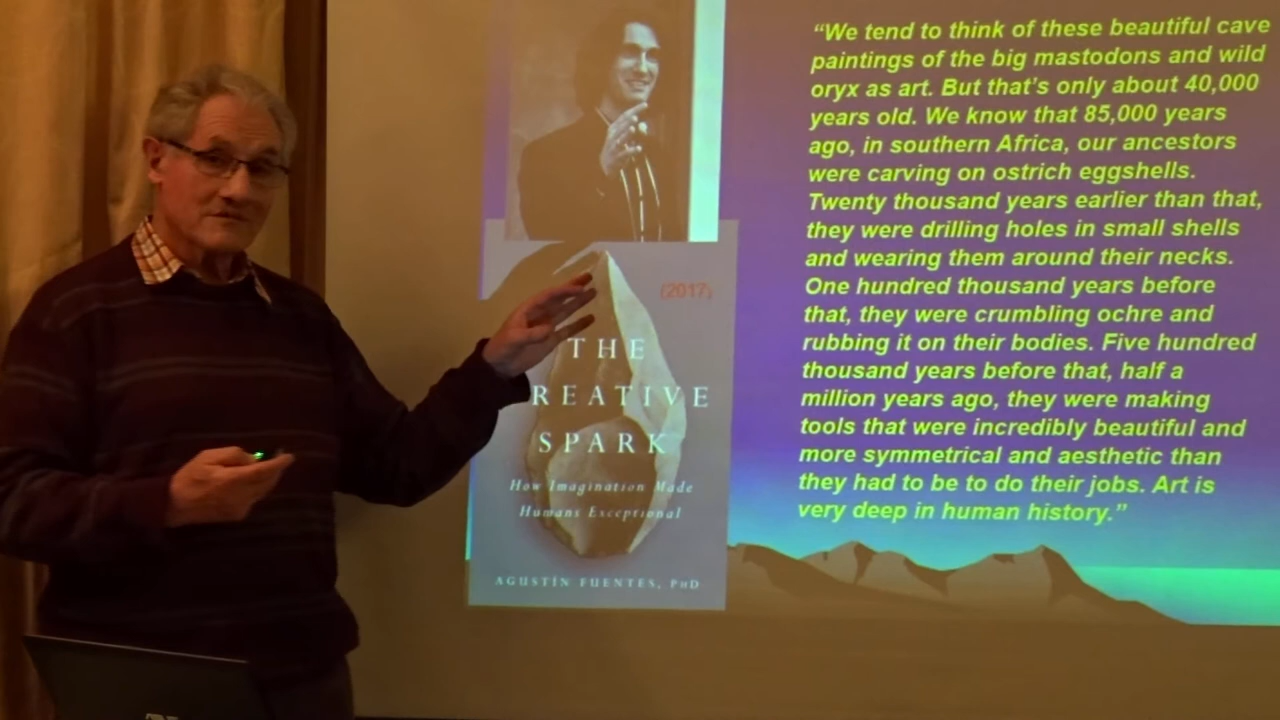 “We tend to think of these beautiful cave
paintings of the big mastodons and wild
oryx as art. But that’s only about 40,000
years old. We know that 85,000 years
ago, in southern Africa, our ancestors
were carving on ostrich eggshells.
Twenty thousand years earlier than that,
they were drilling holes in small shells
and wearing them around their necks.
One hundred thousand years before
that, they were crumbling ochre and
rubbing it on their bodies. Five hundred
thousand years before that, half a
million years ago, they were making
tools that were incredibly beautiful and
more symmetrical and aesthetic than
they had to be to do their jobs. Art is
very deep in human history.”
(2017)
THE
REATIVE
SPARK
How Imagination Made
Humans Exceptional
AGUSTÍN FUENTES, PHD